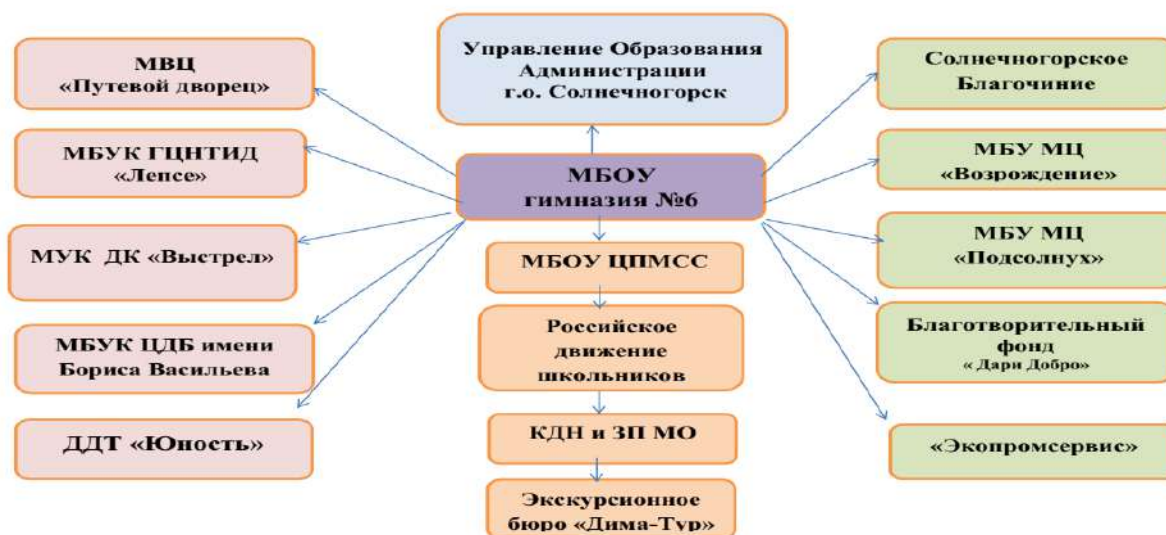 МВЦ
«Путевой дворец»
МБУК ГЦНТИД
«Лепсе»
МУК ДК «Выстрел»
МБУК ЦДБ имени
Бориса Васильева
ДДТ «Юность»
Управление Образования
Администрации
г.о. Солнечногорск
МБОУ
гимназия №6
МБОУ ЦПМСС
Российское
движение
школьников
КДН и ЗП МО
Экскурсионное
бюро «Дима-Тур»
Солнечногорское
Благочиние
МБУ МЦ
«Возрождение»
МБУ МЦ
«Подсолнух»
Благотворительный
фонд
« Дари Добро»
«Экопромсервис»